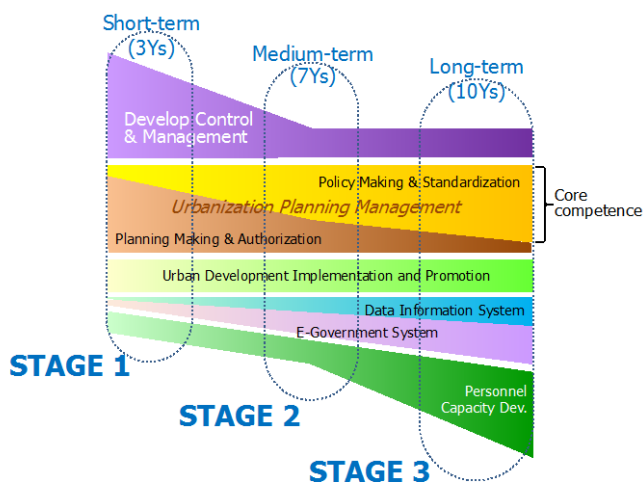 Short-term
(3Ys)
Medium-term
(7Ys)
Long-term
(10Ys)
Develop Control
& Management
Policy Making & Standardization
Urbanization Planning Management
Core
competence
Planning Making & Authorization
Urban Development Implementation and Promotion
Data Information System
E-Government System
STAGE 1
Personnel
Capacity Dev.
STAGE 2
STAGE 3